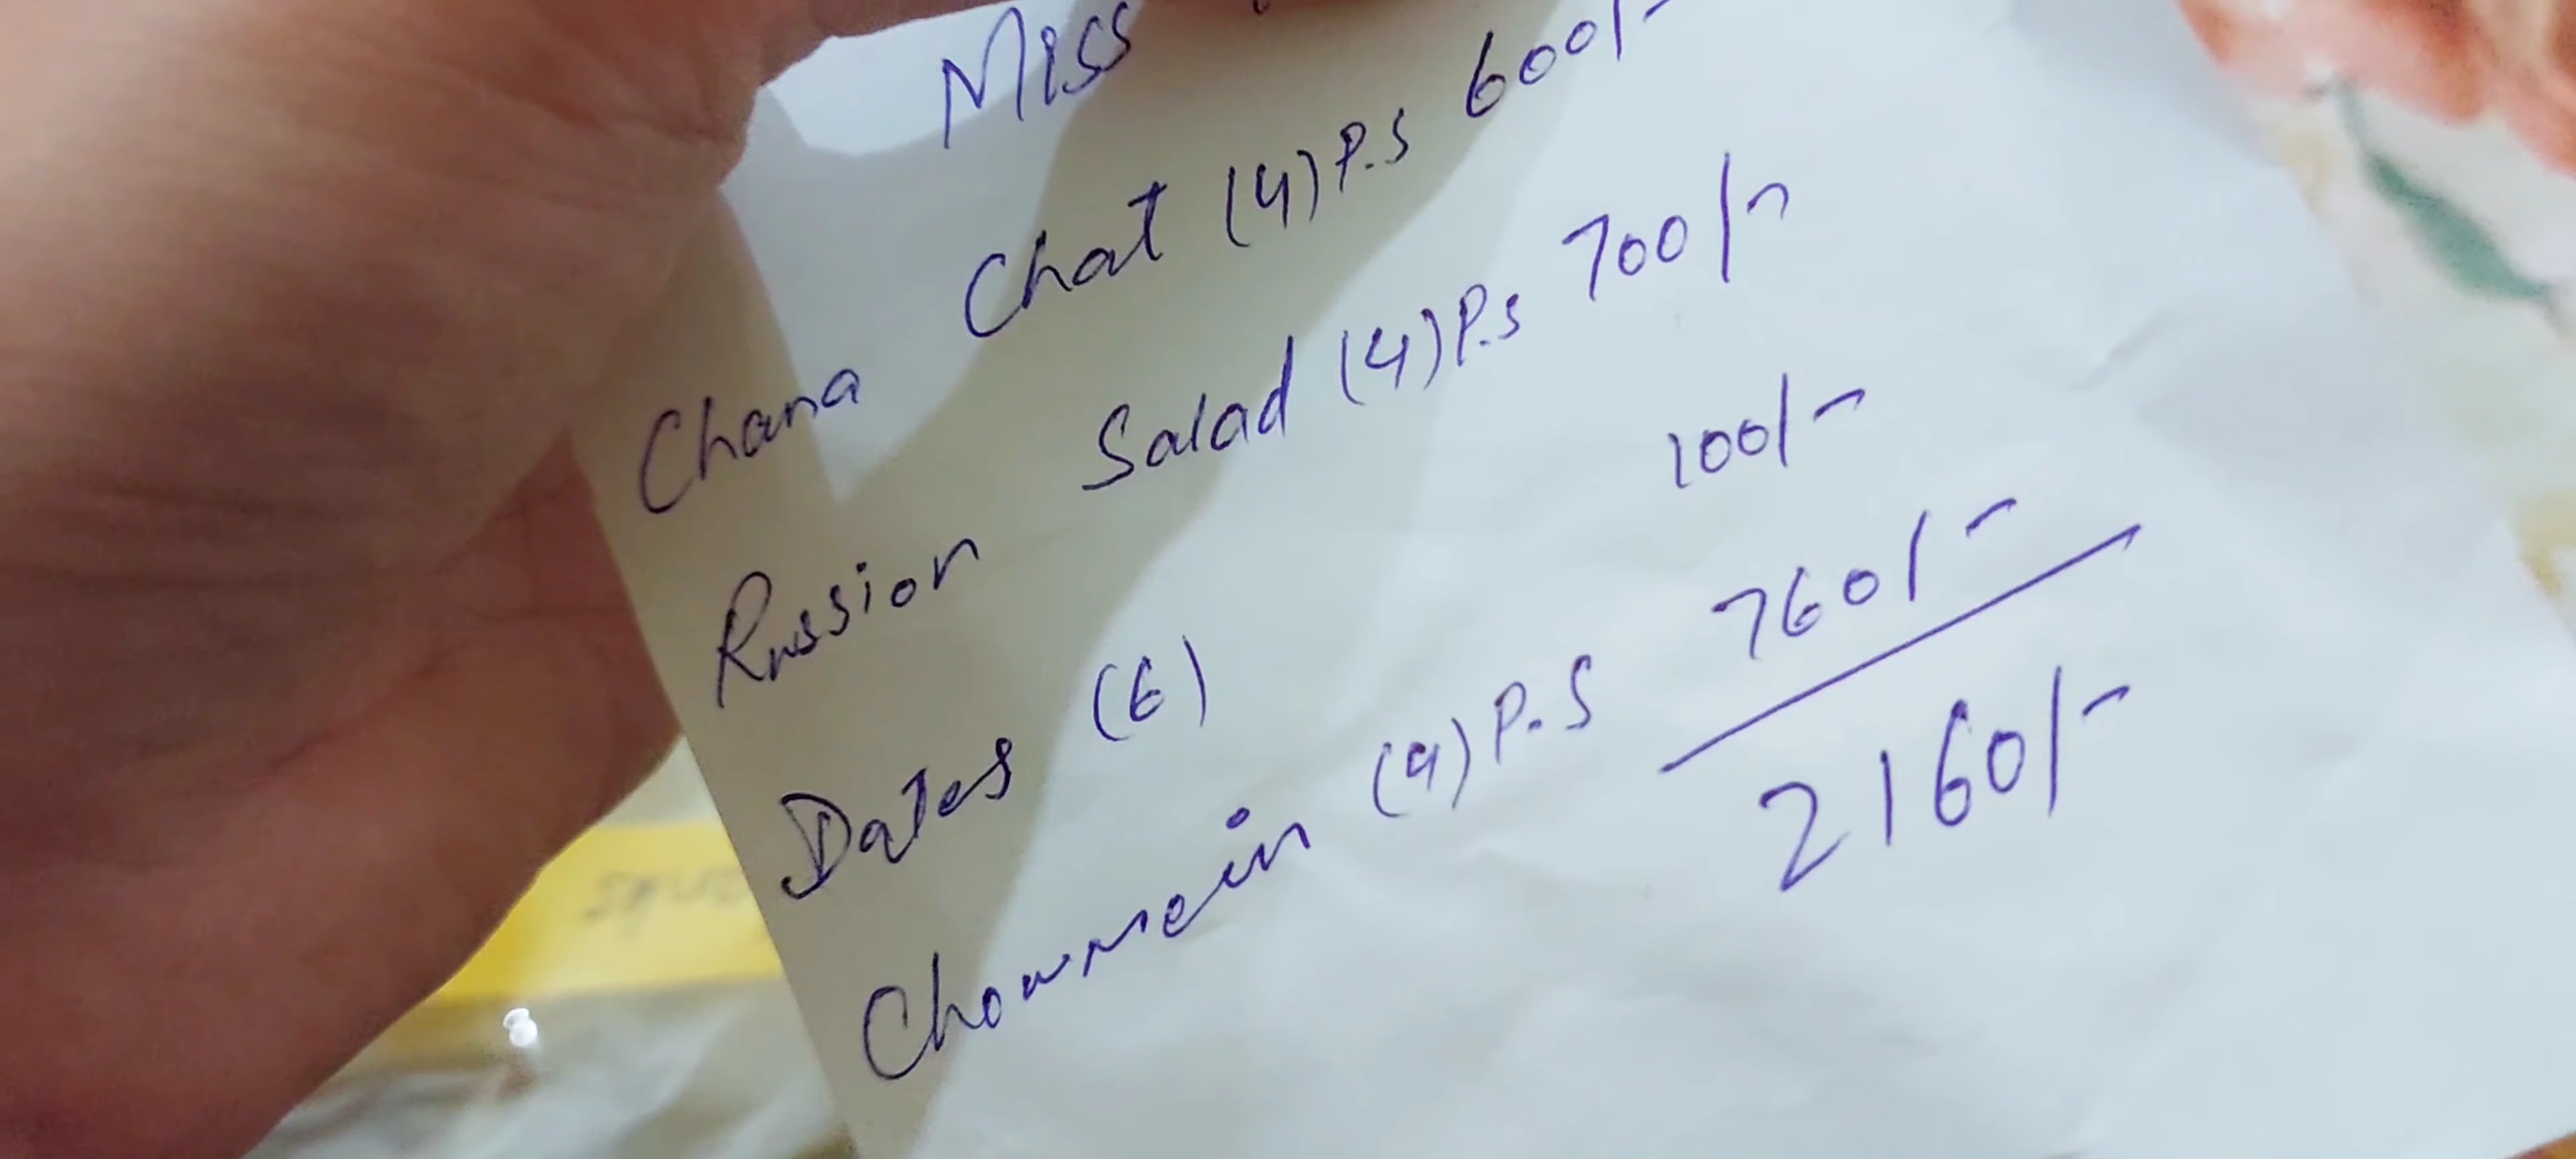 Miss
Chana Chat (4) P.S 600/-
Russion Salad (4) P.S 700/-
Dates (6) 100/-
Chowmein (4) P.S 760/-
2160/-